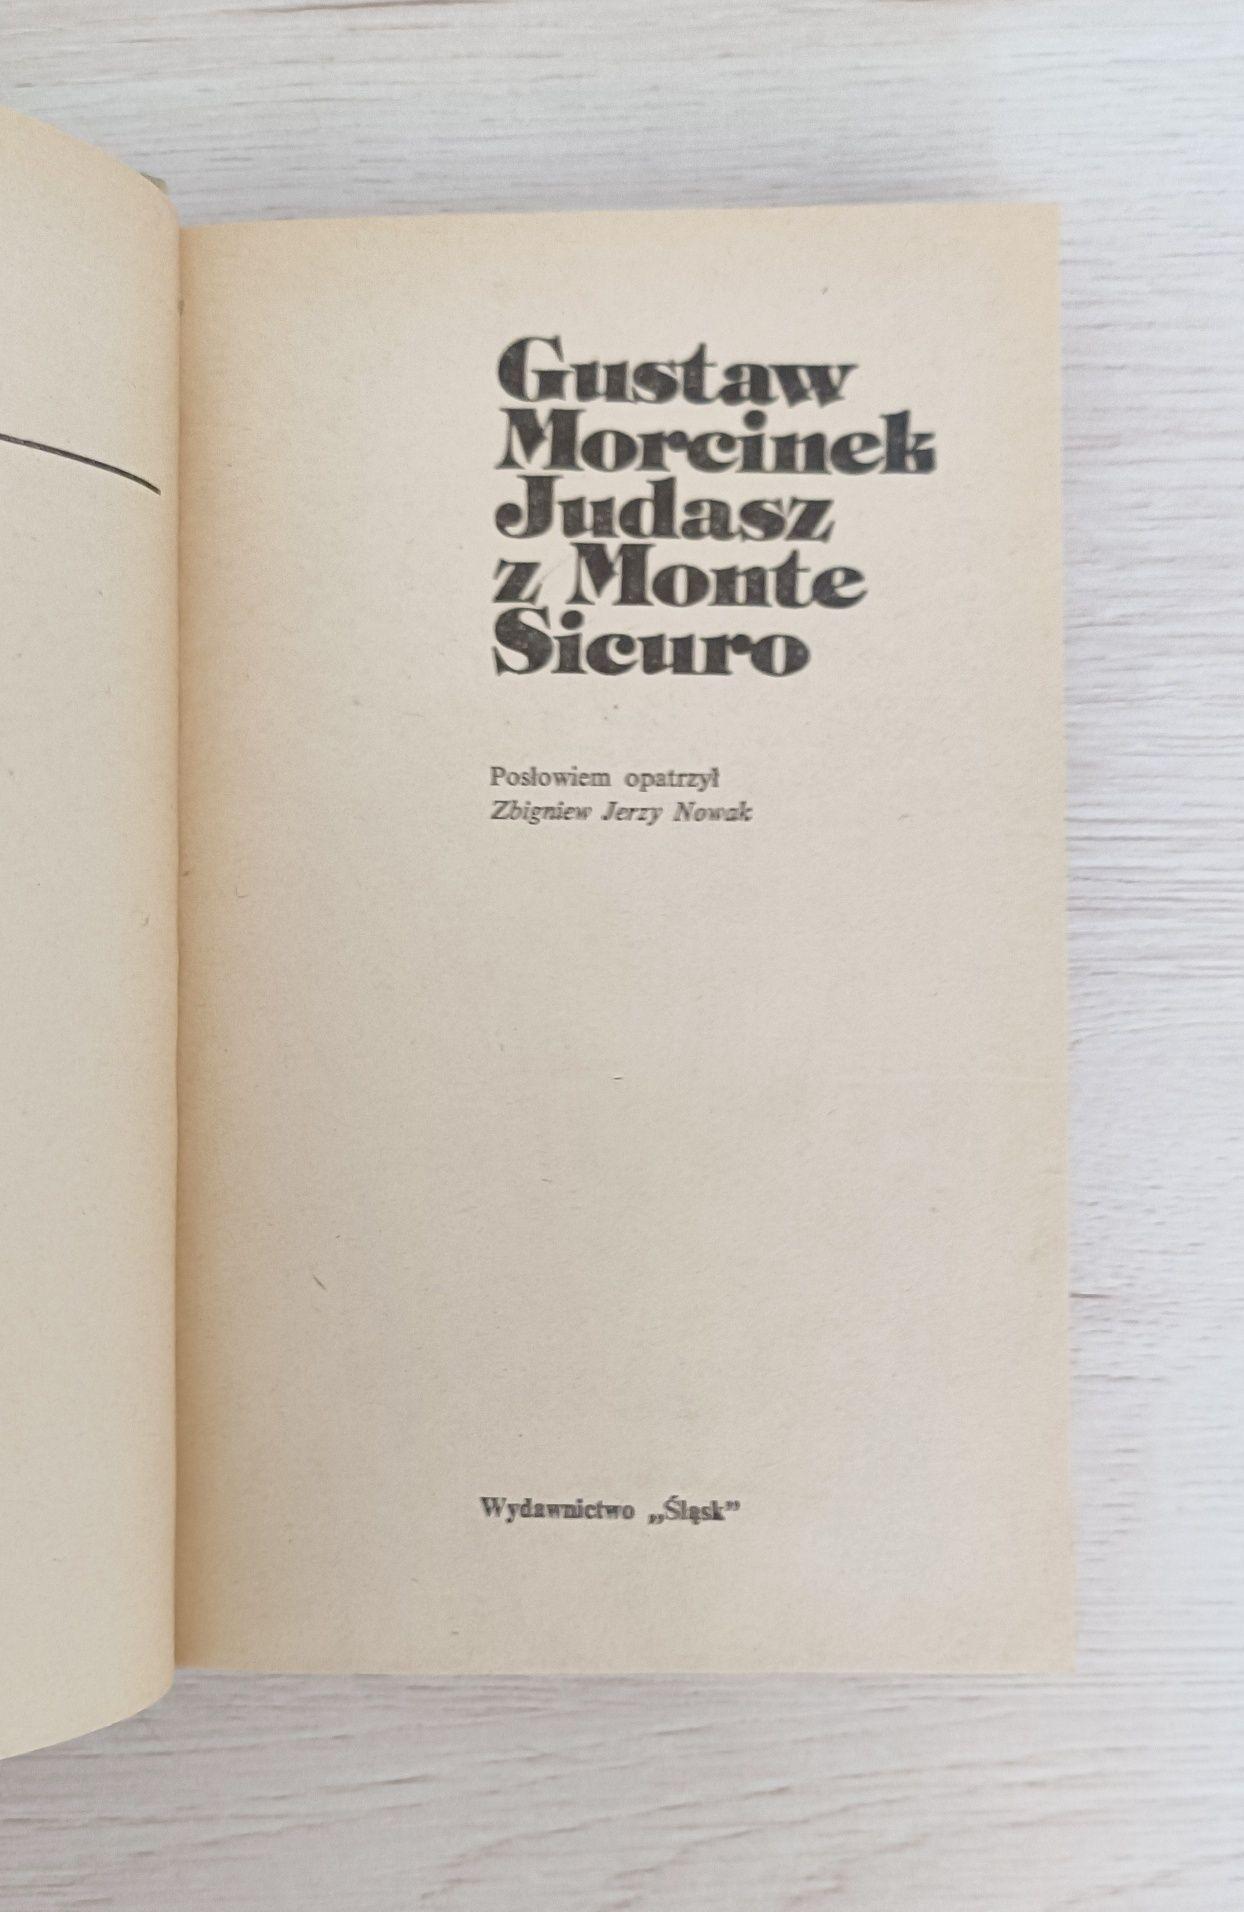 Gustaw
Morcinek
Judasz
z Monte
Sicuro
Posłowiem opatrzył
Zbigniew Jerzy Nowak
Wydawnictwo „Śląsk”